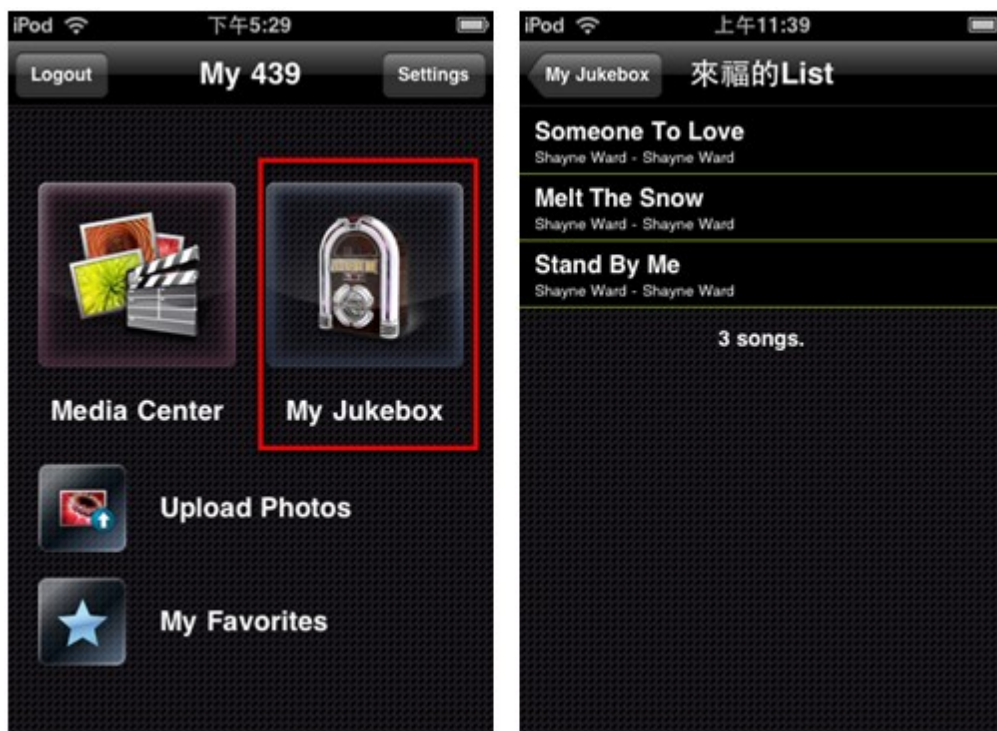 iPod 下午5:29
Logout My 439 Settings
Media Center My Jukebox
Upload Photos
My Favorites
iPod 上午11:39
My Jukebox 來福的List
Someone To Love
Shayne Ward - Shayne Ward
Melt The Snow
Shayne Ward - Shayne Ward
Stand By Me
Shayne Ward - Shayne Ward
3 songs.